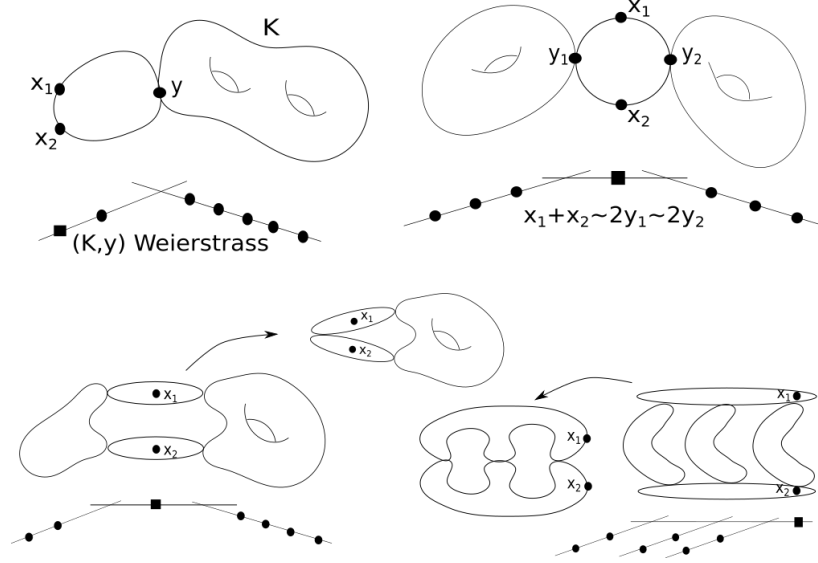 K
x₁
y
x₂
(K,y) Weierstrass
x₁
y₁
y₂
x₂
x₁+x₂~2y₁~2y₂
x₁
x₂
x₁
x₂
x₁
x₂
x₁
x₂